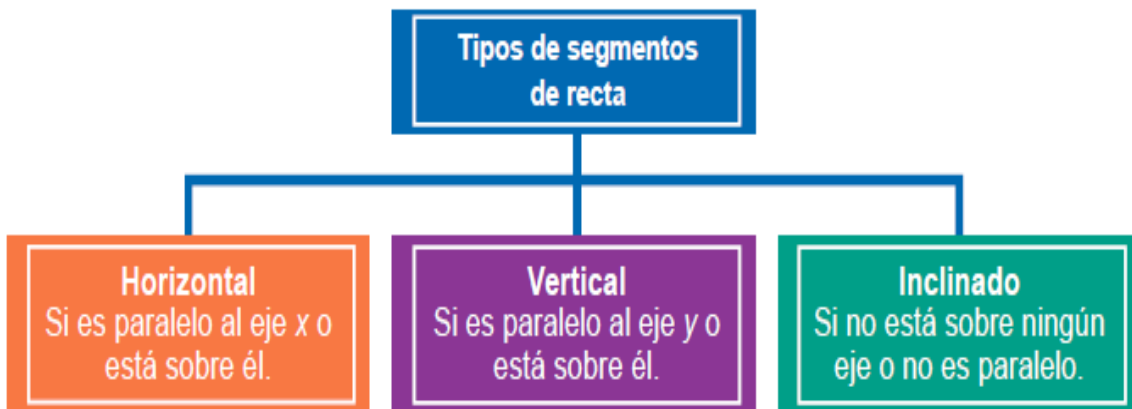 Tipos de segmentos
de recta
Horizontal
Si es paralelo al eje x o
está sobre él.
Vertical
Si es paralelo al eje y o
está sobre él.
Inclinado
Si no está sobre ningún
eje o no es paralelo.